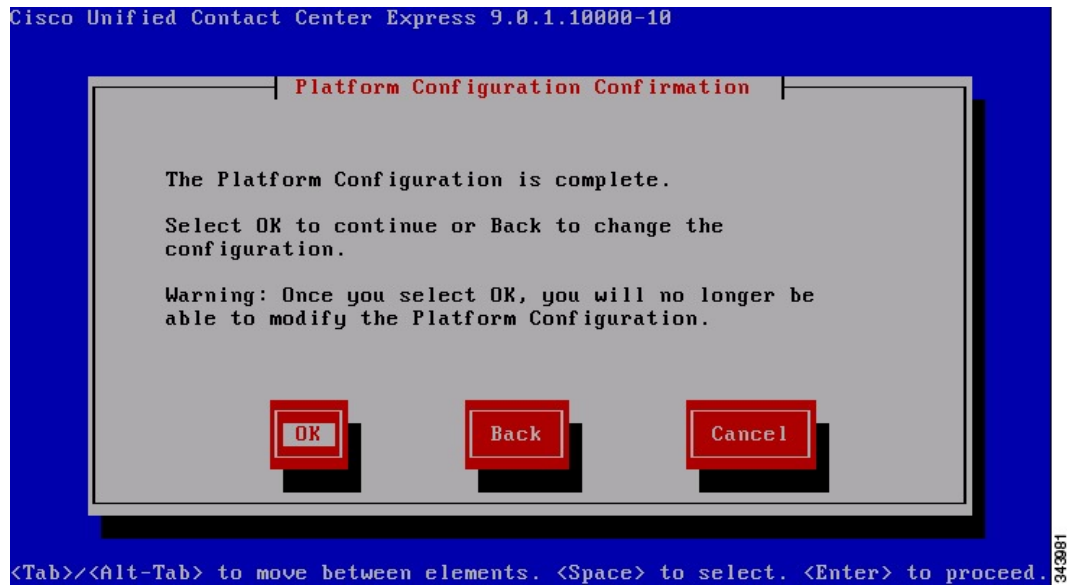 Cisco Unified Contact Center Express 9.0.1.10000-10
Platform Configuration Confirmation
The Platform Configuration is complete.
Select OK to continue or Back to change the
configuration.
Warning: Once you select OK, you will no longer be
able to modify the Platform Configuration.
OK Back Cancel
<Tab>/<Alt-Tab> to move between elements. <Space> to select. <Enter> to proceed.
343981